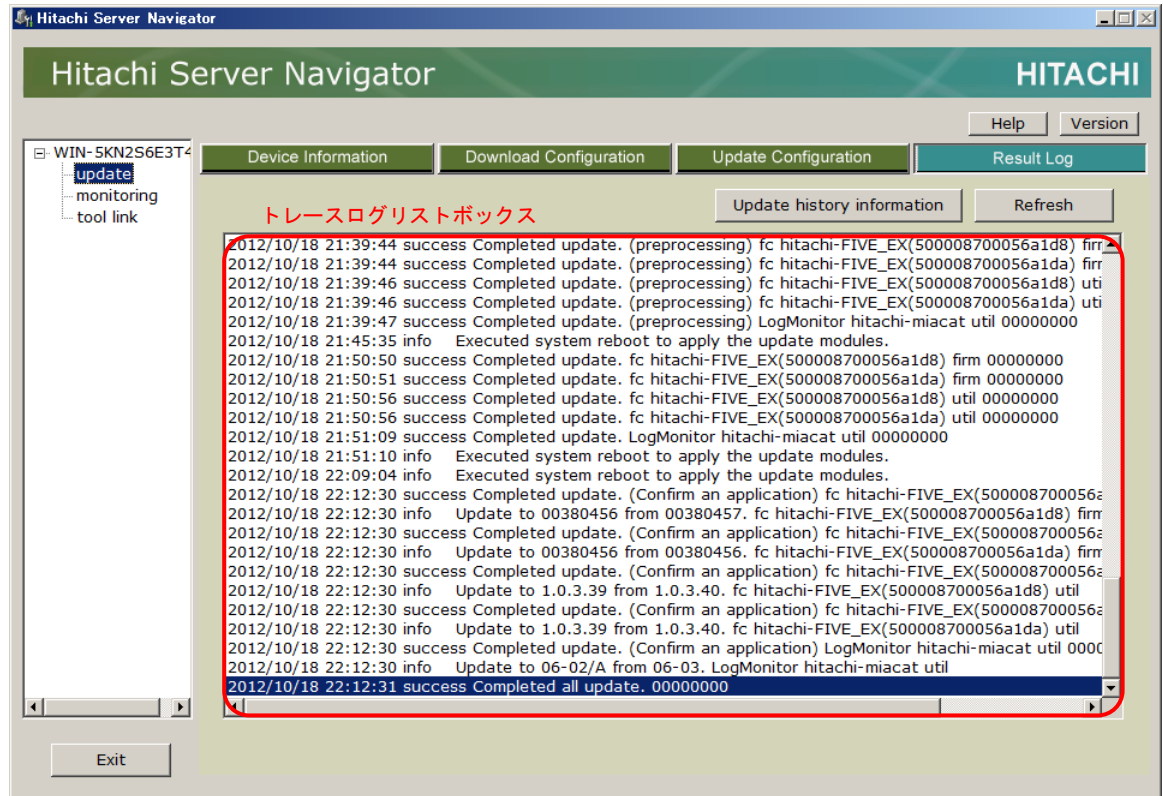 Hitachi Server Navigator
Hitachi Server Navigator
HITACHI
Help
Version
WIN-5KN2S6E3T4
update
monitoring
tool link
Device Information
Download Configuration
Update Configuration
Result Log
トレースログリストボックス
Update history information
Refresh
2012/10/18 21:39:44 success Completed update. (preprocessing) fc hitachi-FIVE_EX(500008700056a1d8) firm
2012/10/18 21:39:44 success Completed update. (preprocessing) fc hitachi-FIVE_EX(500008700056a1da) firm
2012/10/18 21:39:46 success Completed update. (preprocessing) fc hitachi-FIVE_EX(500008700056a1d8) uti
2012/10/18 21:39:46 success Completed update. (preprocessing) fc hitachi-FIVE_EX(500008700056a1da) uti
2012/10/18 21:39:47 success Completed update. (preprocessing) LogMonitor hitachi-miacat util 00000000
2012/10/18 21:45:35 info Executed system reboot to apply the update modules.
2012/10/18 21:50:50 success Completed update. fc hitachi-FIVE_EX(500008700056a1d8) firm 00000000
2012/10/18 21:50:51 success Completed update. fc hitachi-FIVE_EX(500008700056a1da) firm 00000000
2012/10/18 21:50:56 success Completed update. fc hitachi-FIVE_EX(500008700056a1d8) util 00000000
2012/10/18 21:50:56 success Completed update. fc hitachi-FIVE_EX(500008700056a1da) util 00000000
2012/10/18 21:51:09 success Completed update. LogMonitor hitachi-miacat util 00000000
2012/10/18 21:51:10 info Executed system reboot to apply the update modules.
2012/10/18 22:09:04 info Executed system reboot to apply the update modules.
2012/10/18 22:12:30 success Completed update. (Confirm an application) fc hitachi-FIVE_EX(500008700056a
2012/10/18 22:12:30 info Update to 00380456 from 00380457. fc hitachi-FIVE_EX(500008700056a1d8) firm
2012/10/18 22:12:30 success Completed update. (Confirm an application) fc hitachi-FIVE_EX(500008700056a
2012/10/18 22:12:30 info Update to 00380456 from 00380456. fc hitachi-FIVE_EX(500008700056a1da) firm
2012/10/18 22:12:30 success Completed update. (Confirm an application) fc hitachi-FIVE_EX(500008700056a
2012/10/18 22:12:30 info Update to 1.0.3.39 from 1.0.3.40. fc hitachi-FIVE_EX(500008700056a1d8) util
2012/10/18 22:12:30 success Completed update. (Confirm an application) fc hitachi-FIVE_EX(500008700056a
2012/10/18 22:12:30 info Update to 1.0.3.39 from 1.0.3.40. fc hitachi-FIVE_EX(500008700056a1da) util
2012/10/18 22:12:30 success Completed update. (Confirm an application) LogMonitor hitachi-miacat util 0000
2012/10/18 22:12:30 info Update to 06-02/A from 06-03. LogMonitor hitachi-miacat util
2012/10/18 22:12:31 success Completed all update. 00000000
Exit